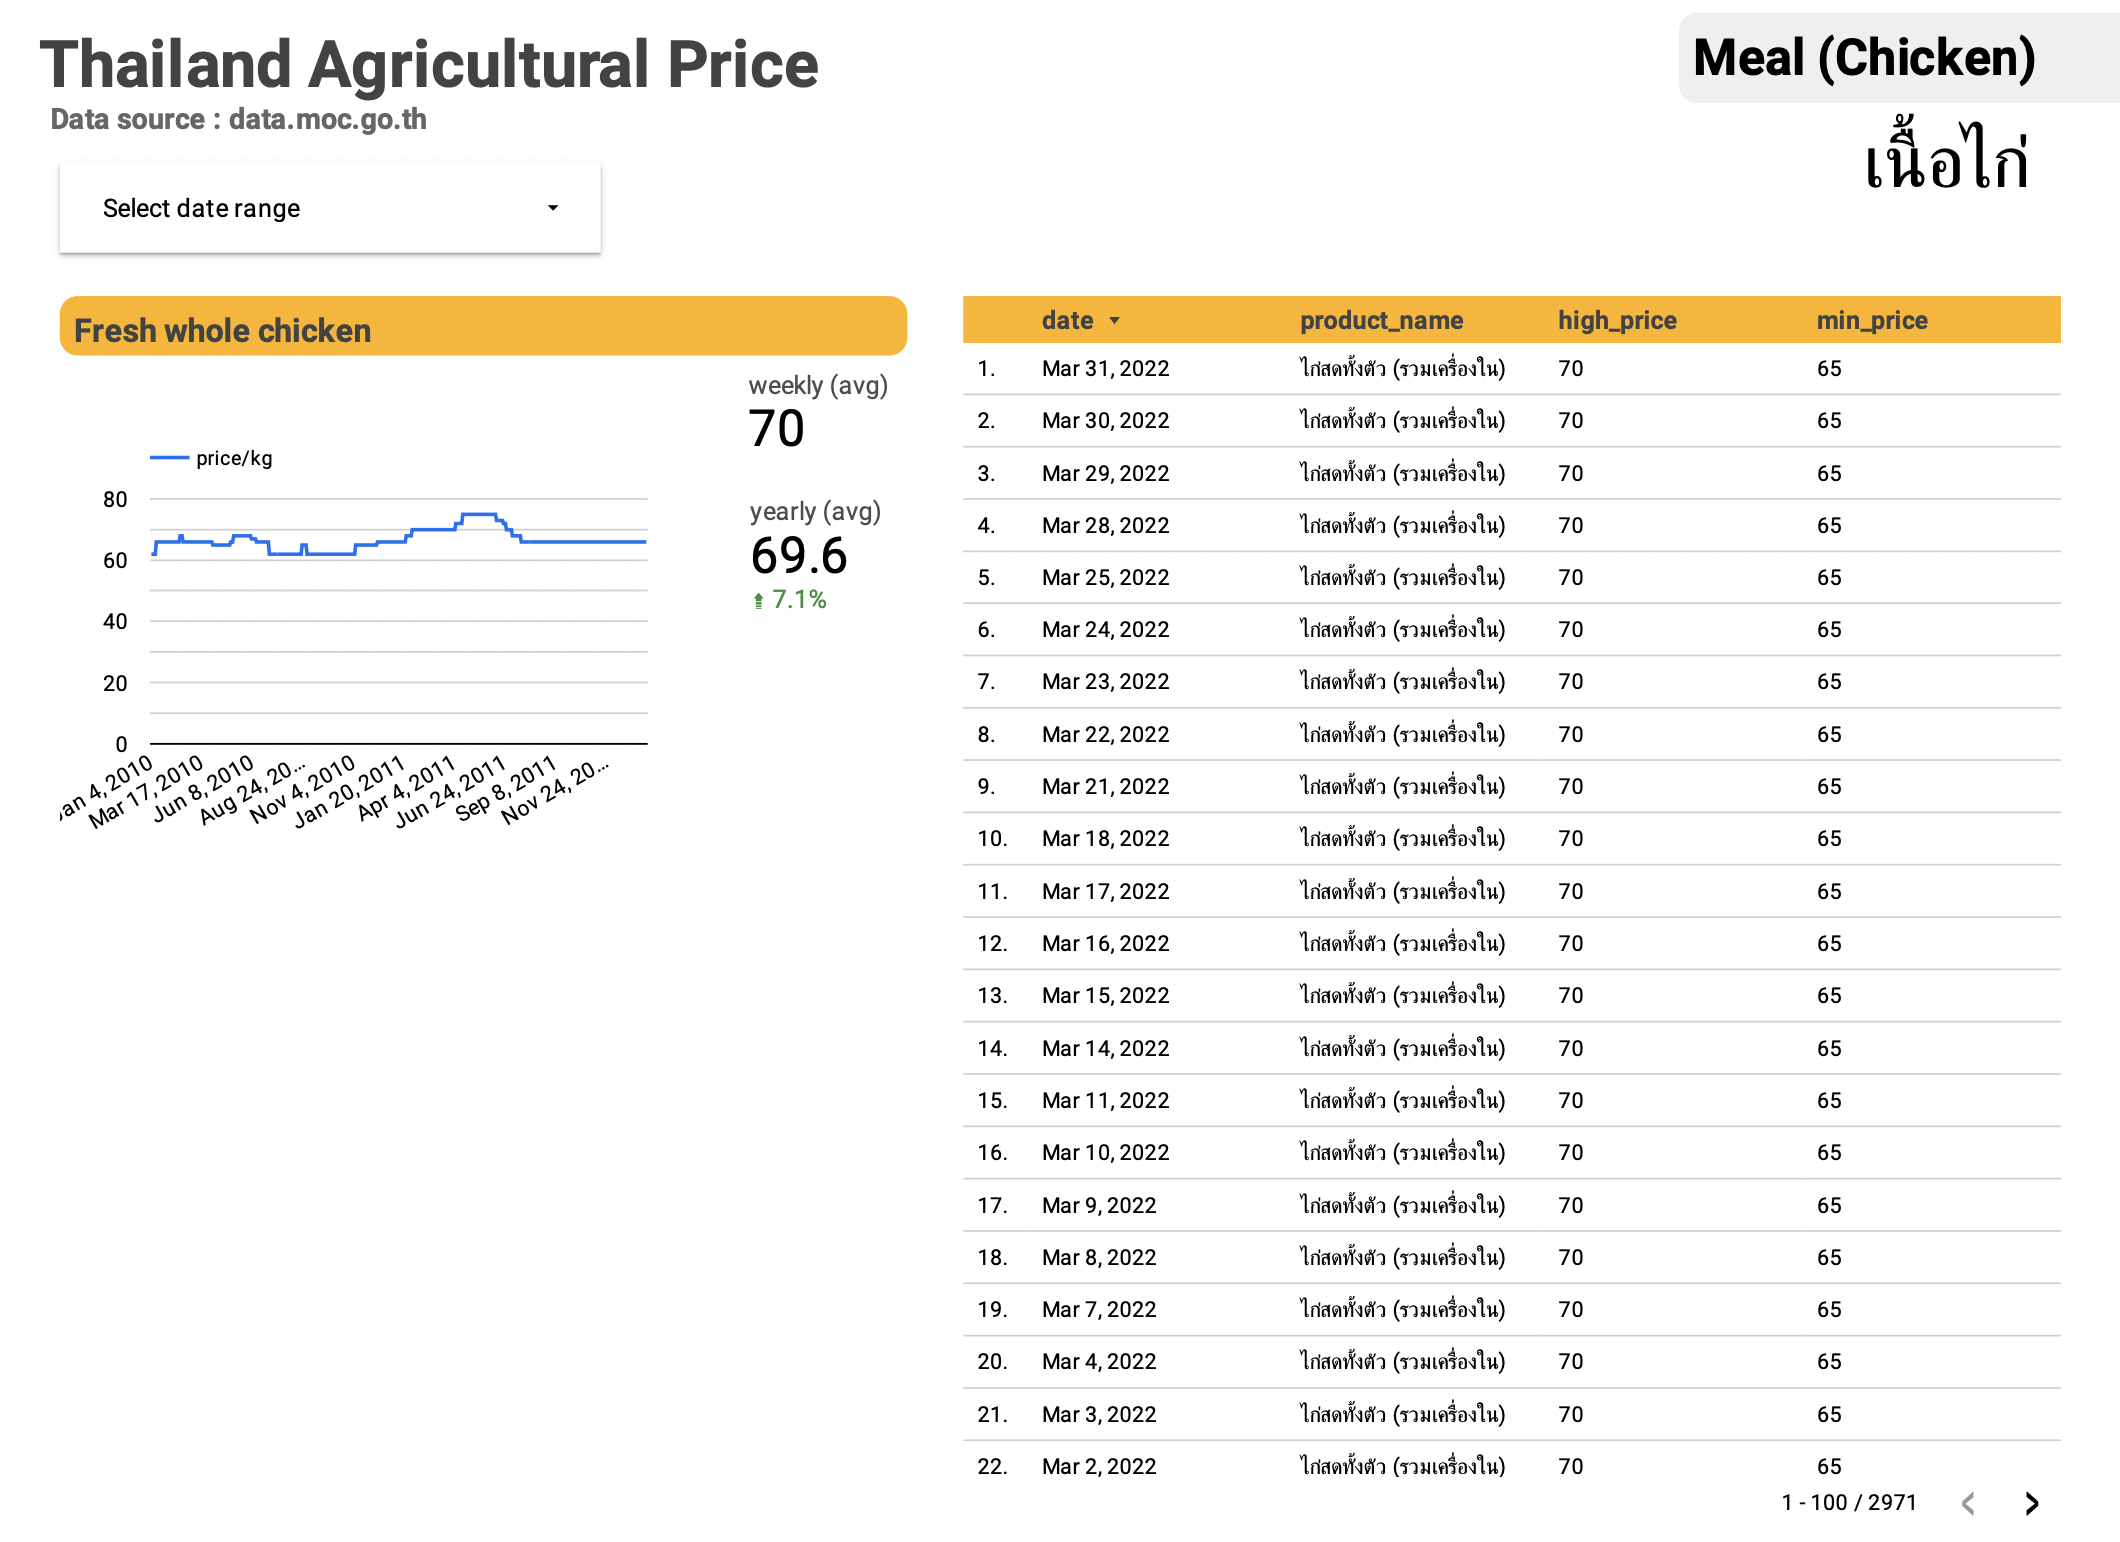 Thailand Agricultural Price
Data source : data.moc.go.th
Meal (Chicken)
เนื้อไก่
Select date range
Fresh whole chicken
weekly (avg)
70
yearly (avg)
69.6
7.1%
price/kg
80
60
40
20
0
Jan 4, 2010
Mar 17, 2010
Jun 8, 2010
Aug 24, 20...
Nov 4, 2010
Jan 20, 2011
Apr 4, 2011
Jun 24, 2011
Sep 8, 2011
Nov 24, 20...
date product_name high_price min_price
1. Mar 31, 2022 ไก่สดทั้งตัว (รวมเครื่องใน) 70 65
2. Mar 30, 2022 ไก่สดทั้งตัว (รวมเครื่องใน) 70 65
3. Mar 29, 2022 ไก่สดทั้งตัว (รวมเครื่องใน) 70 65
4. Mar 28, 2022 ไก่สดทั้งตัว (รวมเครื่องใน) 70 65
5. Mar 25, 2022 ไก่สดทั้งตัว (รวมเครื่องใน) 70 65
6. Mar 24, 2022 ไก่สดทั้งตัว (รวมเครื่องใน) 70 65
7. Mar 23, 2022 ไก่สดทั้งตัว (รวมเครื่องใน) 70 65
8. Mar 22, 2022 ไก่สดทั้งตัว (รวมเครื่องใน) 70 65
9. Mar 21, 2022 ไก่สดทั้งตัว (รวมเครื่องใน) 70 65
10. Mar 18, 2022 ไก่สดทั้งตัว (รวมเครื่องใน) 70 65
11. Mar 17, 2022 ไก่สดทั้งตัว (รวมเครื่องใน) 70 65
12. Mar 16, 2022 ไก่สดทั้งตัว (รวมเครื่องใน) 70 65
13. Mar 15, 2022 ไก่สดทั้งตัว (รวมเครื่องใน) 70 65
14. Mar 14, 2022 ไก่สดทั้งตัว (รวมเครื่องใน) 70 65
15. Mar 11, 2022 ไก่สดทั้งตัว (รวมเครื่องใน) 70 65
16. Mar 10, 2022 ไก่สดทั้งตัว (รวมเครื่องใน) 70 65
17. Mar 9, 2022 ไก่สดทั้งตัว (รวมเครื่องใน) 70 65
18. Mar 8, 2022 ไก่สดทั้งตัว (รวมเครื่องใน) 70 65
19. Mar 7, 2022 ไก่สดทั้งตัว (รวมเครื่องใน) 70 65
20. Mar 4, 2022 ไก่สดทั้งตัว (รวมเครื่องใน) 70 65
21. Mar 3, 2022 ไก่สดทั้งตัว (รวมเครื่องใน) 70 65
22. Mar 2, 2022 ไก่สดทั้งตัว (รวมเครื่องใน) 70 65
1 - 100 / 2971